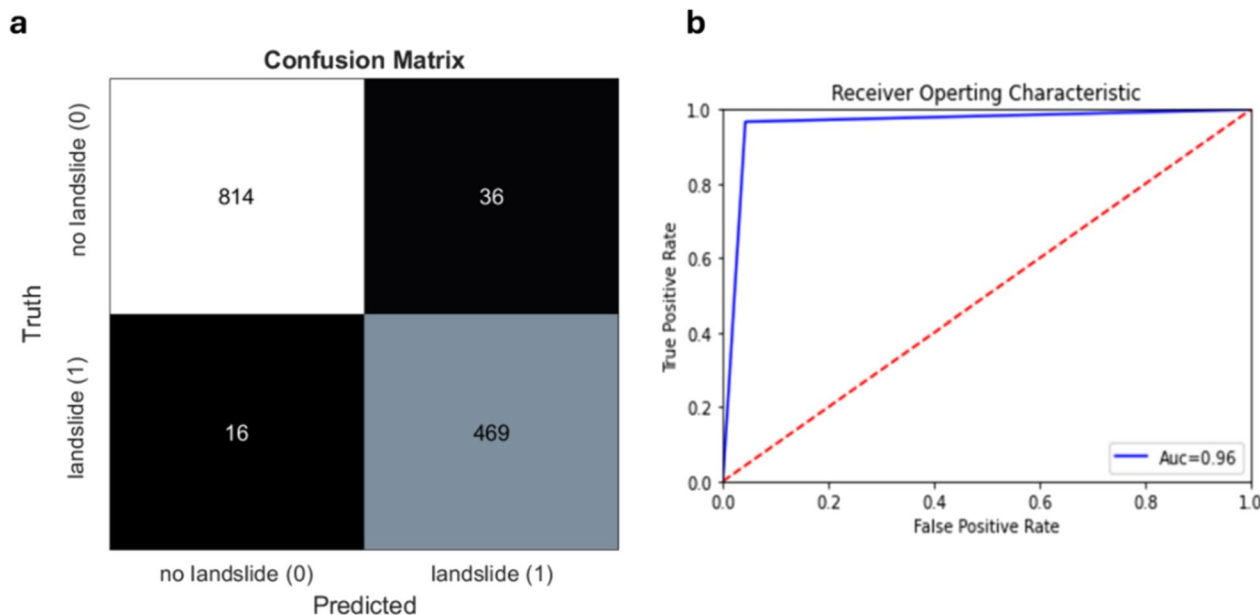 a
Confusion Matrix
Truth
no landslide (0)
landslide (1)
814
36
16
469
no landslide (0)
landslide (1)
Predicted
b
Receiver Operting Characteristic
True Positive Rate
1.0
0.8
0.6
0.4
0.2
0.0
Auc=0.96
0.0
0.2
0.4
0.6
0.8
1.0
False Positive Rate